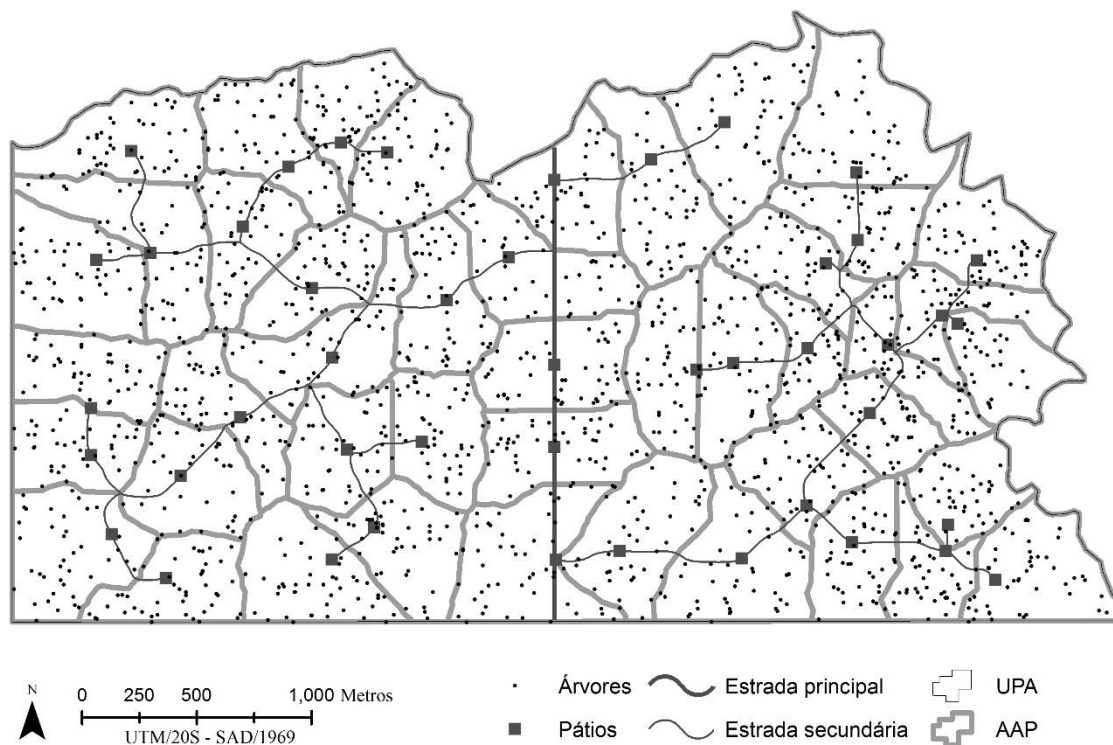 N
0 250 500 1,000 Metros
UTM/20S - SAD/1969
Árvores
Estrada principal
UPA
Pátios
Estrada secundária
AAP